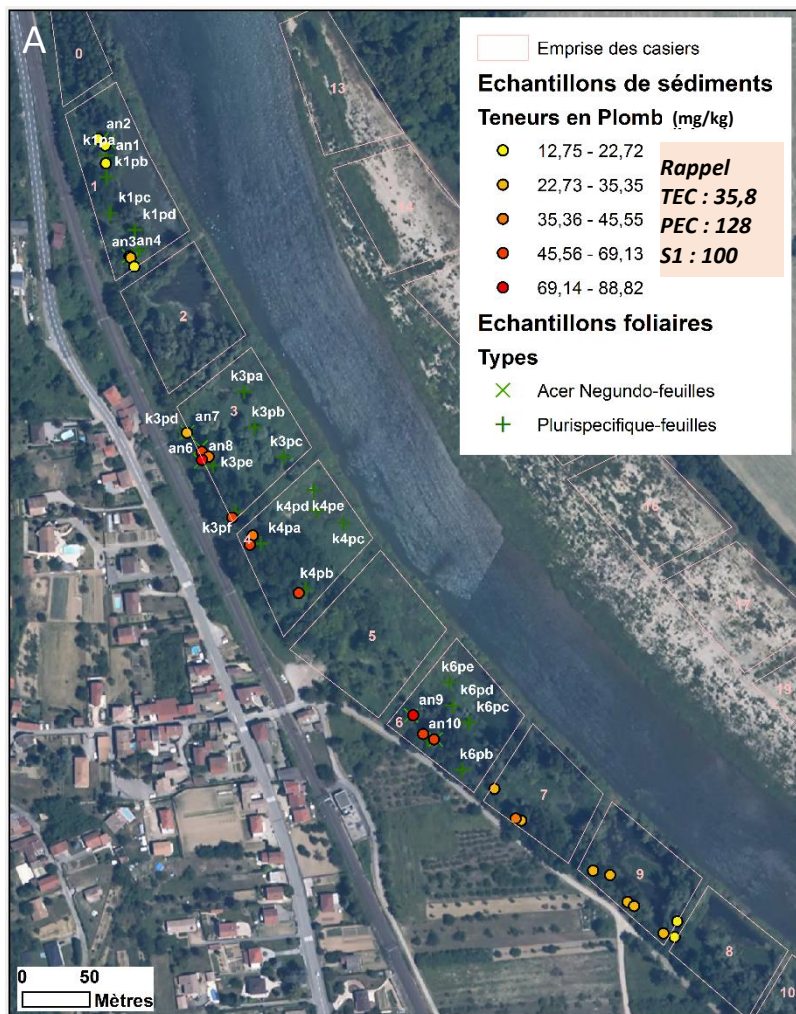 A
0
an2
k1pa
an1
k1pb
1
k1pc
k1pd
an3
an4
2
k3pa
3
k3pd
an7
k3pb
an6
an8
k3pc
k3pe
k3pf
k4pd
k4pe
k4pa
4
k4pc
k4pb
5
k6pe
an9
k6pd
6
k6pc
an10
k6pb
7
9
8
10
13
14
16
17
19
Emprise des casiers
Echantillons de sédiments
Teneurs en Plomb (mg/kg)
12,75 - 22,72
22,73 - 35,35
35,36 - 45,55
45,56 - 69,13
69,14 - 88,82
Rappel
TEC : 35,8
PEC : 128
S1 : 100
Echantillons foliaires
Types
Acer Negundo-feuilles
Plurispecifique-feuilles
0 50
Mètres